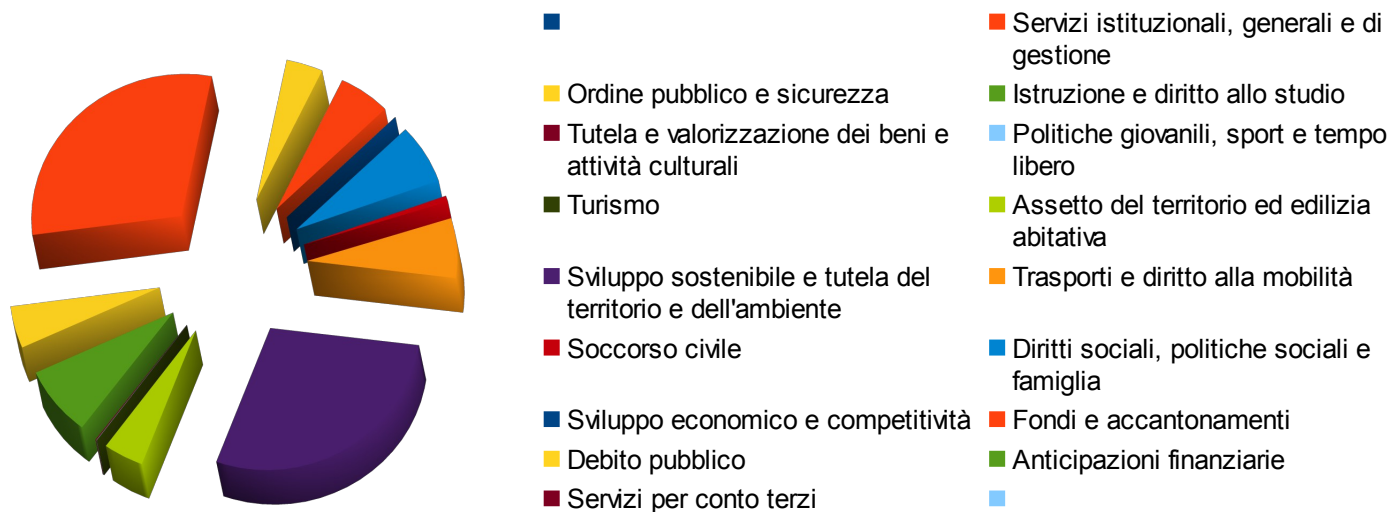 Servizi istituzionali, generali e di
gestione
Ordine pubblico e sicurezza
Istruzione e diritto allo studio
Tutela e valorizzazione dei beni e
attività culturali
Politiche giovanili, sport e tempo
libero
Turismo
Assetto del territorio ed edilizia
abitativa
Sviluppo sostenibile e tutela del
territorio e dell'ambiente
Trasporti e diritto alla mobilità
Soccorso civile
Diritti sociali, politiche sociali e
famiglia
Sviluppo economico e competitività
Fondi e accantonamenti
Debito pubblico
Anticipazioni finanziarie
Servizi per conto terzi